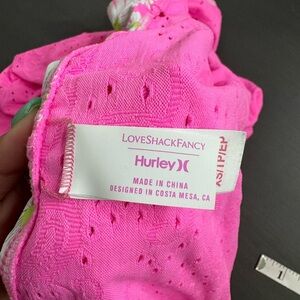 LOVESHACKFANCY
Hurley
MADE IN CHINA
DESIGNED IN COSTA MESA, CA
XS/TP/EP